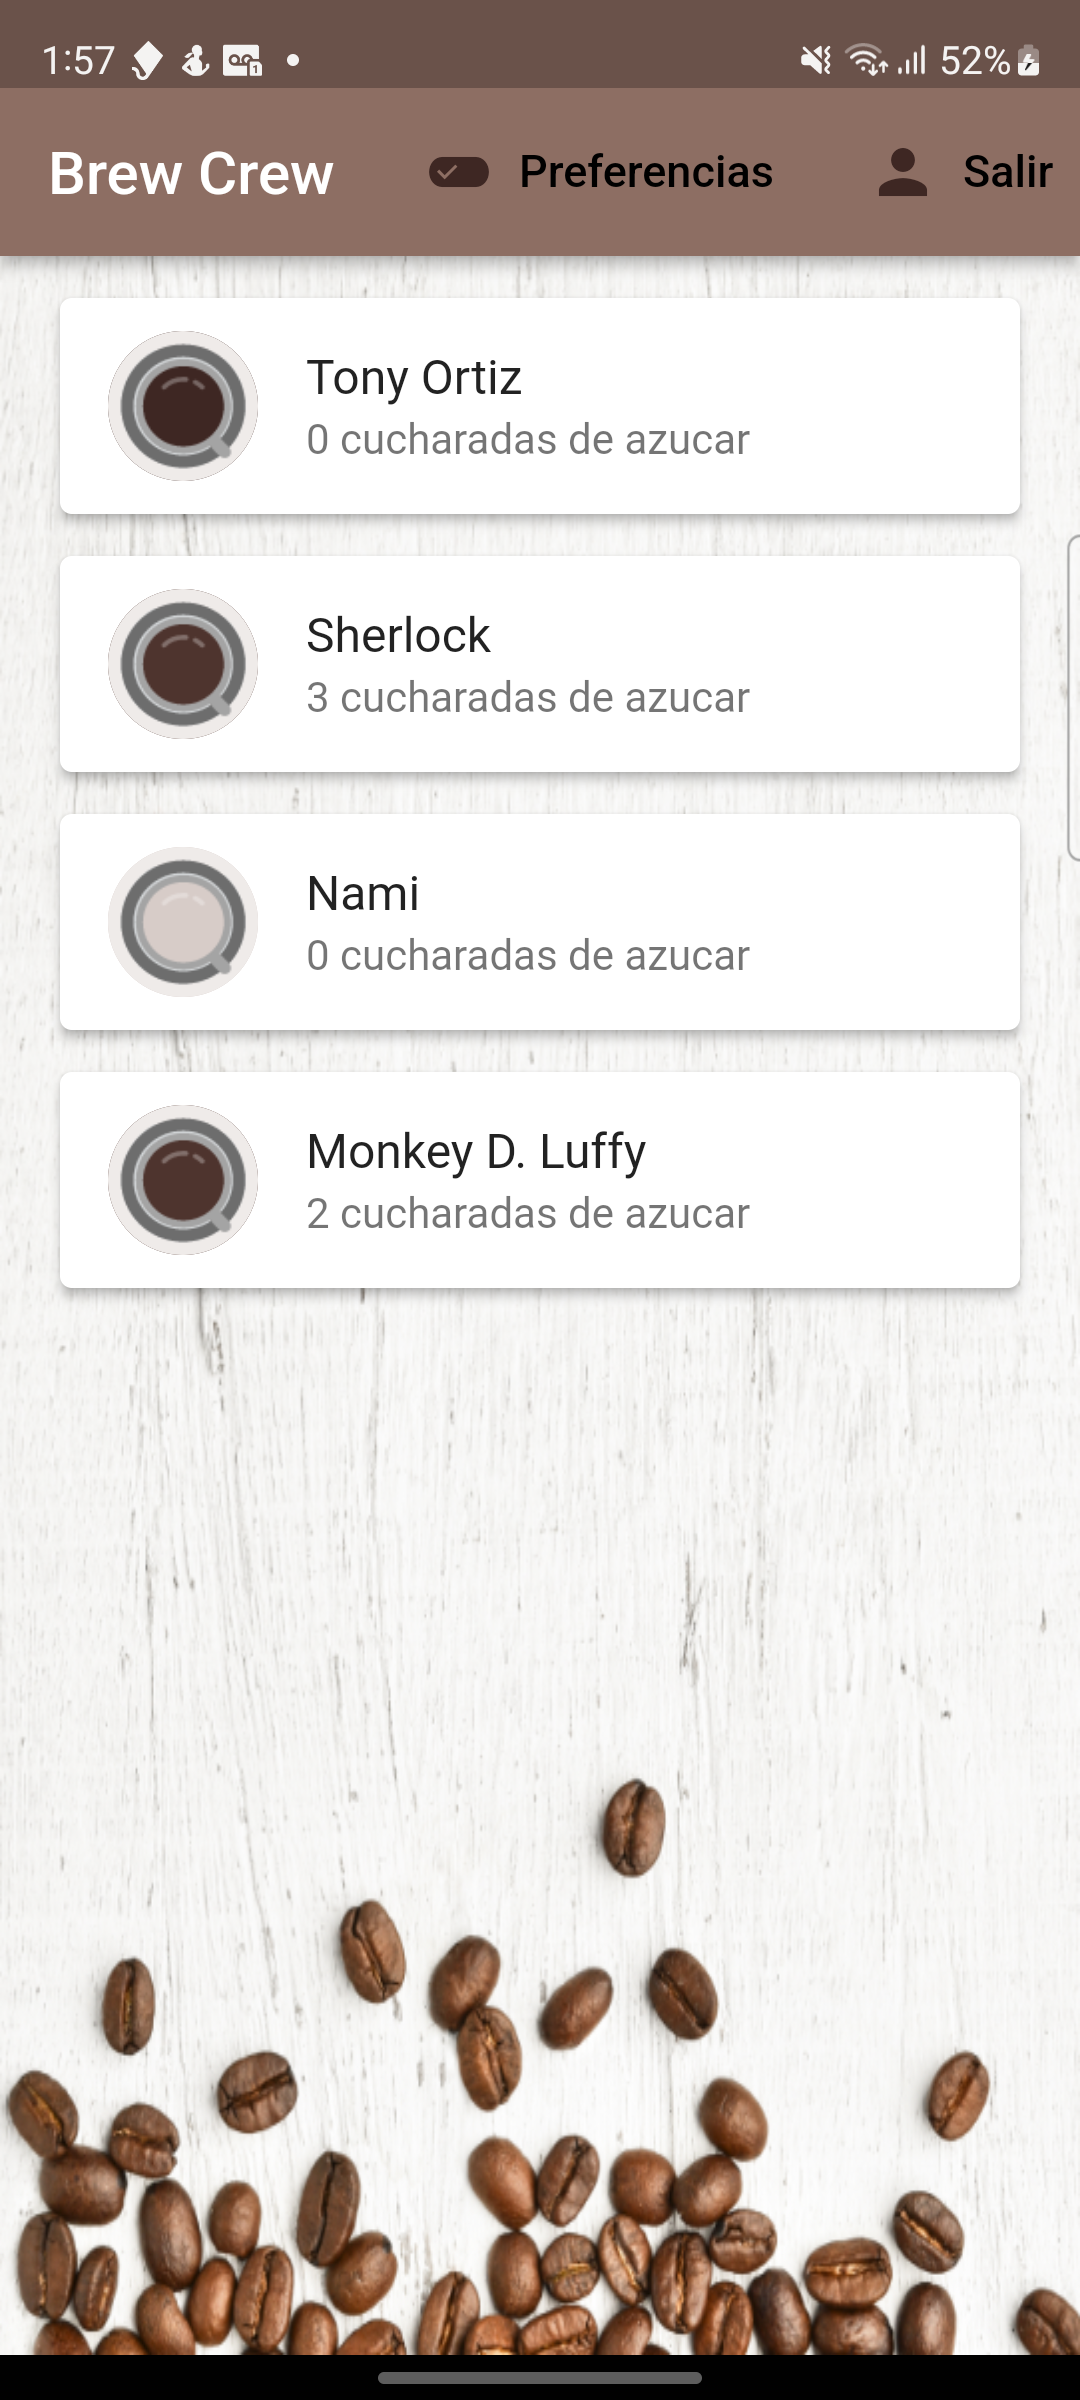 1:57 52%
Brew Crew Preferencias Salir
Tony Ortiz
0 cucharadas de azucar
Sherlock
3 cucharadas de azucar
Nami
0 cucharadas de azucar
Monkey D. Luffy
2 cucharadas de azucar